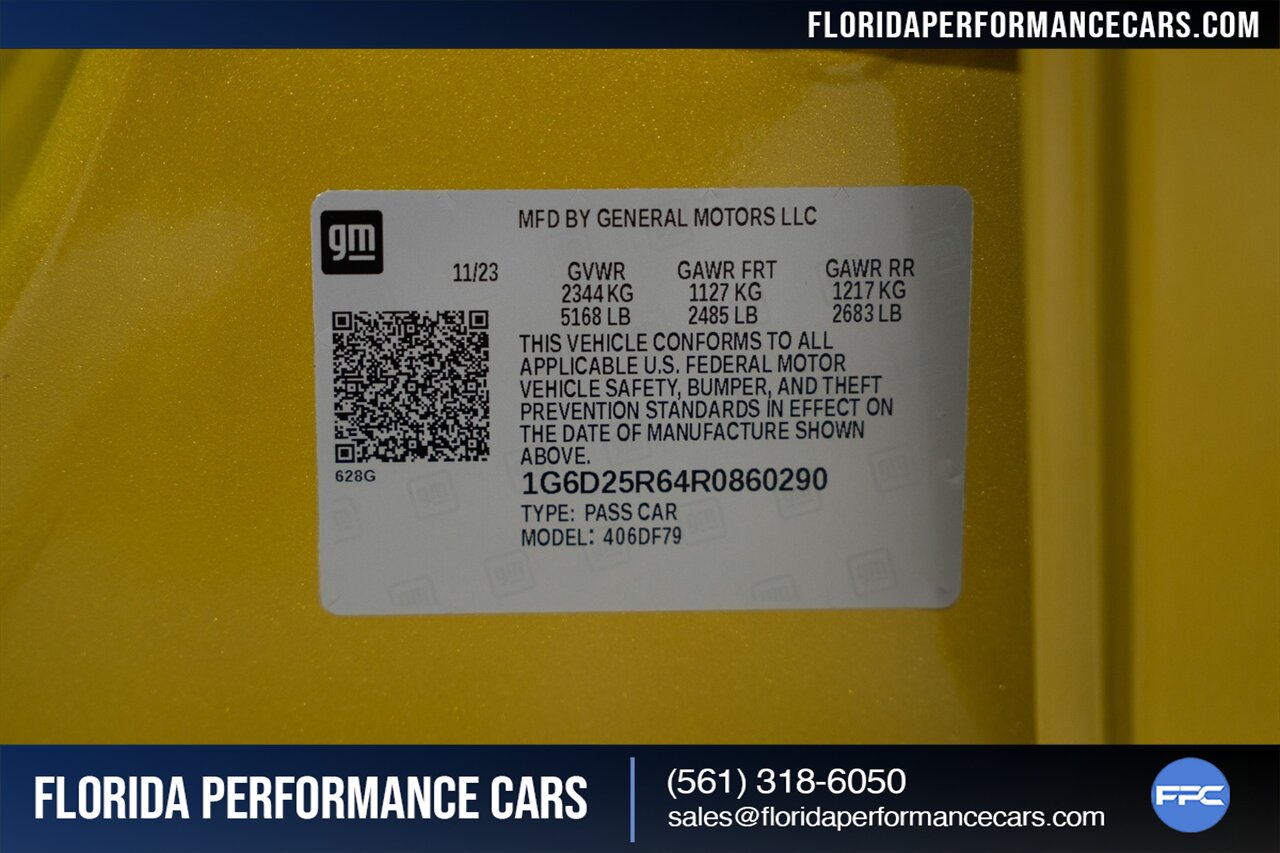 FLORIDAPERFORMANCECARS.COM
gm
MFD BY GENERAL MOTORS LLC
11/23 GVWR GAWR FRT GAWR RR
2344 KG 1127 KG 1217 KG
5168 LB 2485 LB 2683 LB
THIS VEHICLE CONFORMS TO ALL
APPLICABLE U.S. FEDERAL MOTOR
VEHICLE SAFETY, BUMPER, AND THEFT
PREVENTION STANDARDS IN EFFECT ON
THE DATE OF MANUFACTURE SHOWN
ABOVE.
628G
1G6D25R64R0860290
TYPE: PASS CAR
MODEL: 406DF79
FLORIDA PERFORMANCE CARS
(561) 318-6050
sales@floridaperformancecars.com
FPC